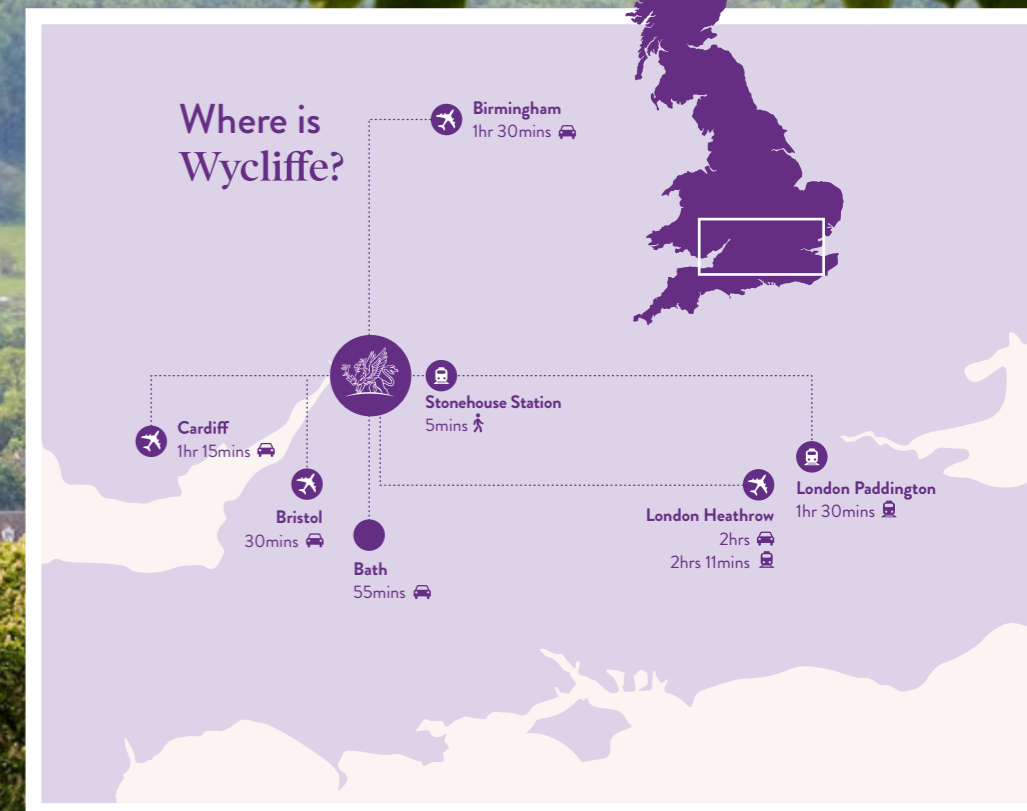 Where is
Wycliffe?
Birmingham
1hr 30mins
Stonehouse Station
5mins
Cardiff
1hr 15mins
Bristol
30mins
Bath
55mins
London Heathrow
2hrs
2hrs 11mins
London Paddington
1hr 30mins